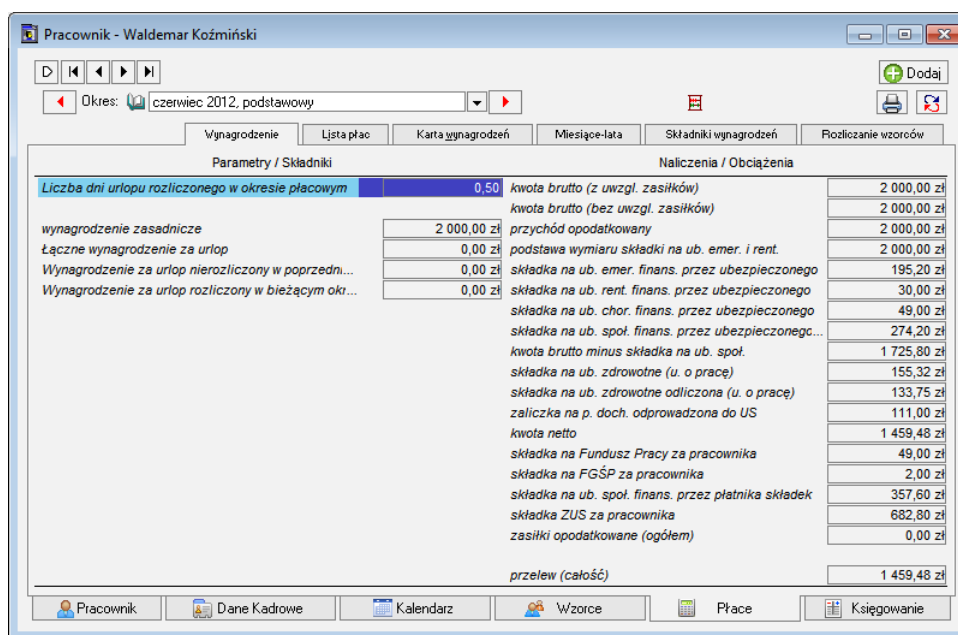 Pracownik - Waldemar Koźmiński
Dodaj
Okres: czerwiec 2012, podstawowy
Wynagrodzenie Lista płac Karta wynagrodzeń Miesiące-lata Składniki wynagrodzeń Rozliczanie wzorców
Parametry / Składniki Naliczenia / Obciążenia
Liczba dni urlopu rozliczonego w okresie płacowym 0,50 kwota brutto (z uwzgl. zasiłków) 2 000,00 zł
kwota brutto (bez uwzgl. zasiłków) 2 000,00 zł
wynagrodzenie zasadnicze 2 000,00 zł przychód opodatkowany 2 000,00 zł
Łączne wynagrodzenie za urlop 0,00 zł podstawa wymiaru składki na ub. emer. i rent. 2 000,00 zł
Wynagrodzenie za urlop nierozliczony w poprzedni... 0,00 zł składka na ub. emer. finans. przez ubezpieczonego 195,20 zł
Wynagrodzenie za urlop rozliczony w bieżącym okr... 0,00 zł składka na ub. rent. finans. przez ubezpieczonego 30,00 zł
składka na ub. chor. finans. przez ubezpieczonego 49,00 zł
składka na ub. społ. finans. przez ubezpieczonego... 274,20 zł
kwota brutto minus składka na ub. społ. 1 725,80 zł
składka na ub. zdrowotne (u. o pracę) 155,32 zł
składka na ub. zdrowotne odliczona (u. o pracę) 133,75 zł
zaliczka na p. doch. odprowadzona do US 111,00 zł
kwota netto 1 459,48 zł
składka na Fundusz Pracy za pracownika 49,00 zł
składka na FGŚP za pracownika 2,00 zł
składka na ub. społ. finans. przez płatnika składek 357,60 zł
składka ZUS za pracownika 682,80 zł
zasiłki opodatkowane (ogółem) 0,00 zł
przelew (całość) 1 459,48 zł
Pracownik Dane Kadrowe Kalendarz Wzorce Płace Księgowanie